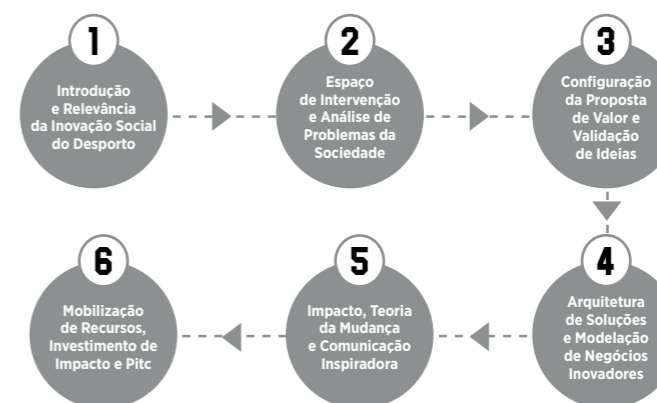 1
Introdução
e Relevância
da Inovação Social
do Desporto
2
Espaço
de Intervenção
e Análise de
Problemas da
Sociedade
3
Configuração
da Proposta
de Valor e
Validação
de Ideias
4
Arquitetura
de Soluções
e Modelação
de Negócios
Inovadores
5
Impacto, Teoria
da Mudança
e Comunicação
Inspiradora
6
Mobilização
de Recursos,
Investimento de
Impacto e Pitc